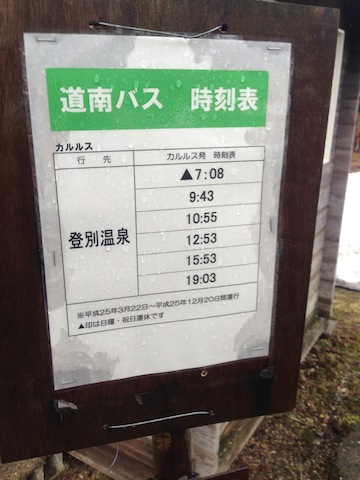 道南バス 時刻表
カルルス
行 先 カルルス発 時刻表
登別温泉
▲7:08
9:43
10:55
12:53
15:53
19:03
※平成25年3月22日～平成25年12月20日間運行
▲印は日曜・祝日運休です